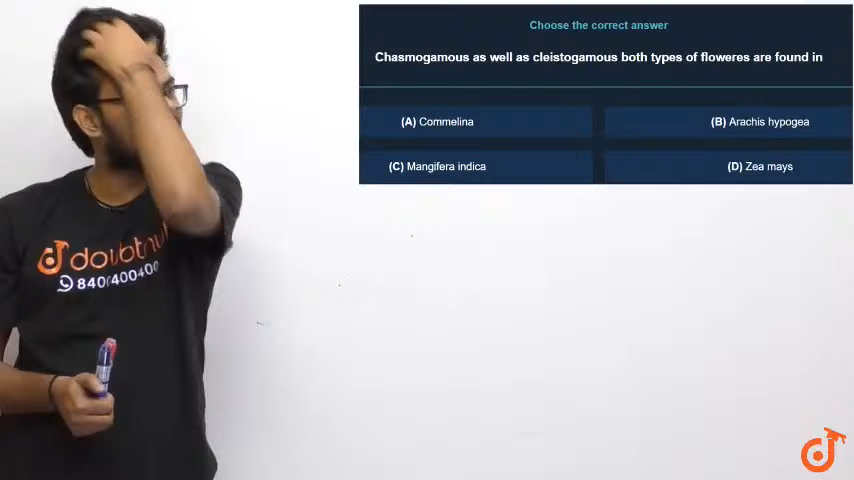 Choose the correct answer
Chasmogamous as well as cleistogamous both types of floweres are found in
(A) Commelina
(B) Arachis hypogea
(C) Mangifera indica
(D) Zea mays
doubtnut
8400400400